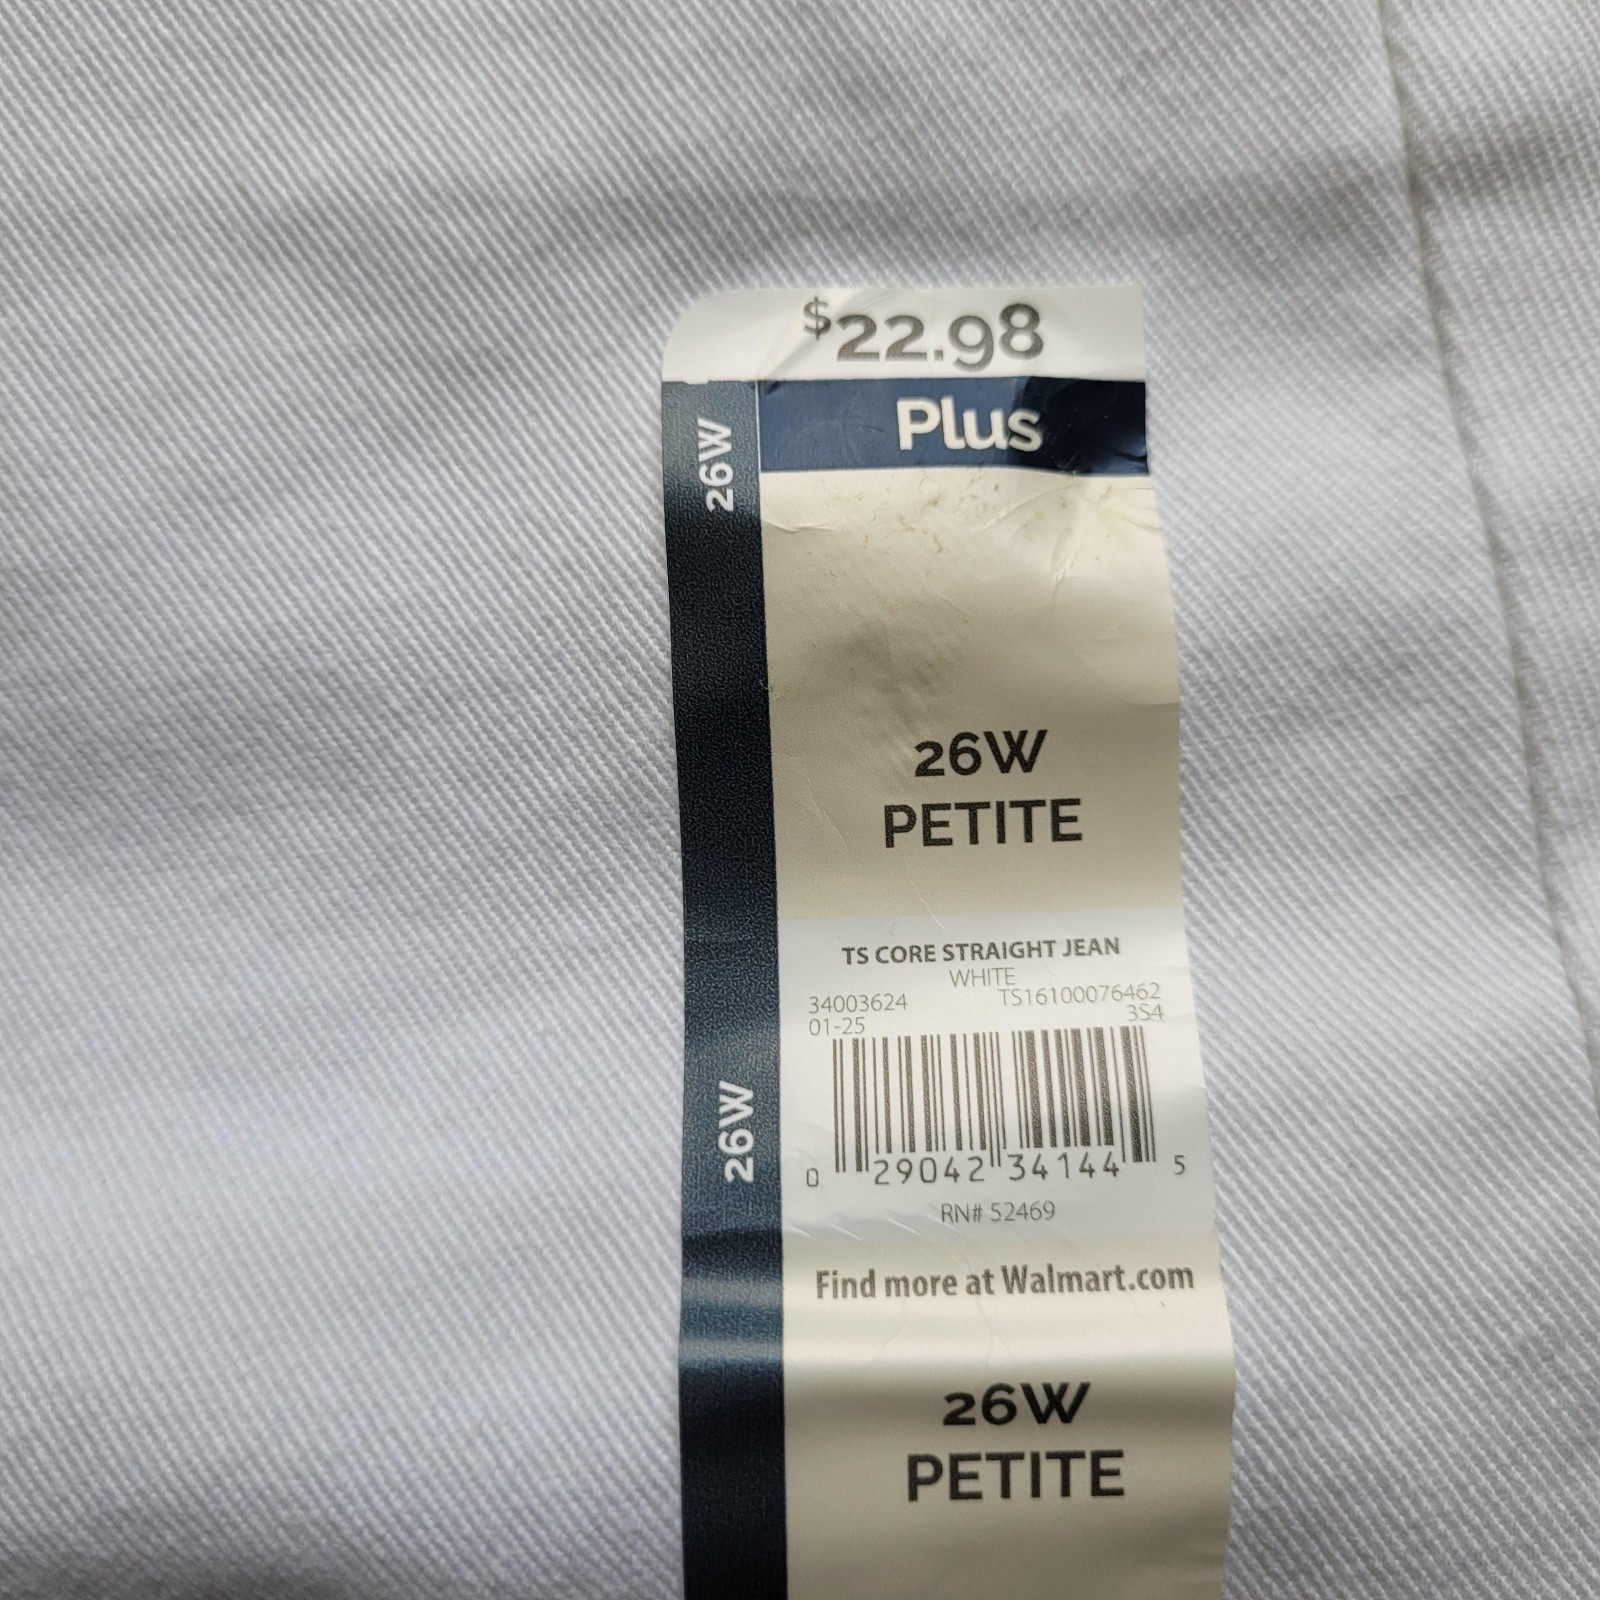 $22.98
Plus
26W
26W
PETITE
TS CORE STRAIGHT JEAN
WHITE
34003624 TS16100076462
01-25 3S4
26W
0 29042 34144 5
RN# 52469
Find more at Walmart.com
26W
PETITE